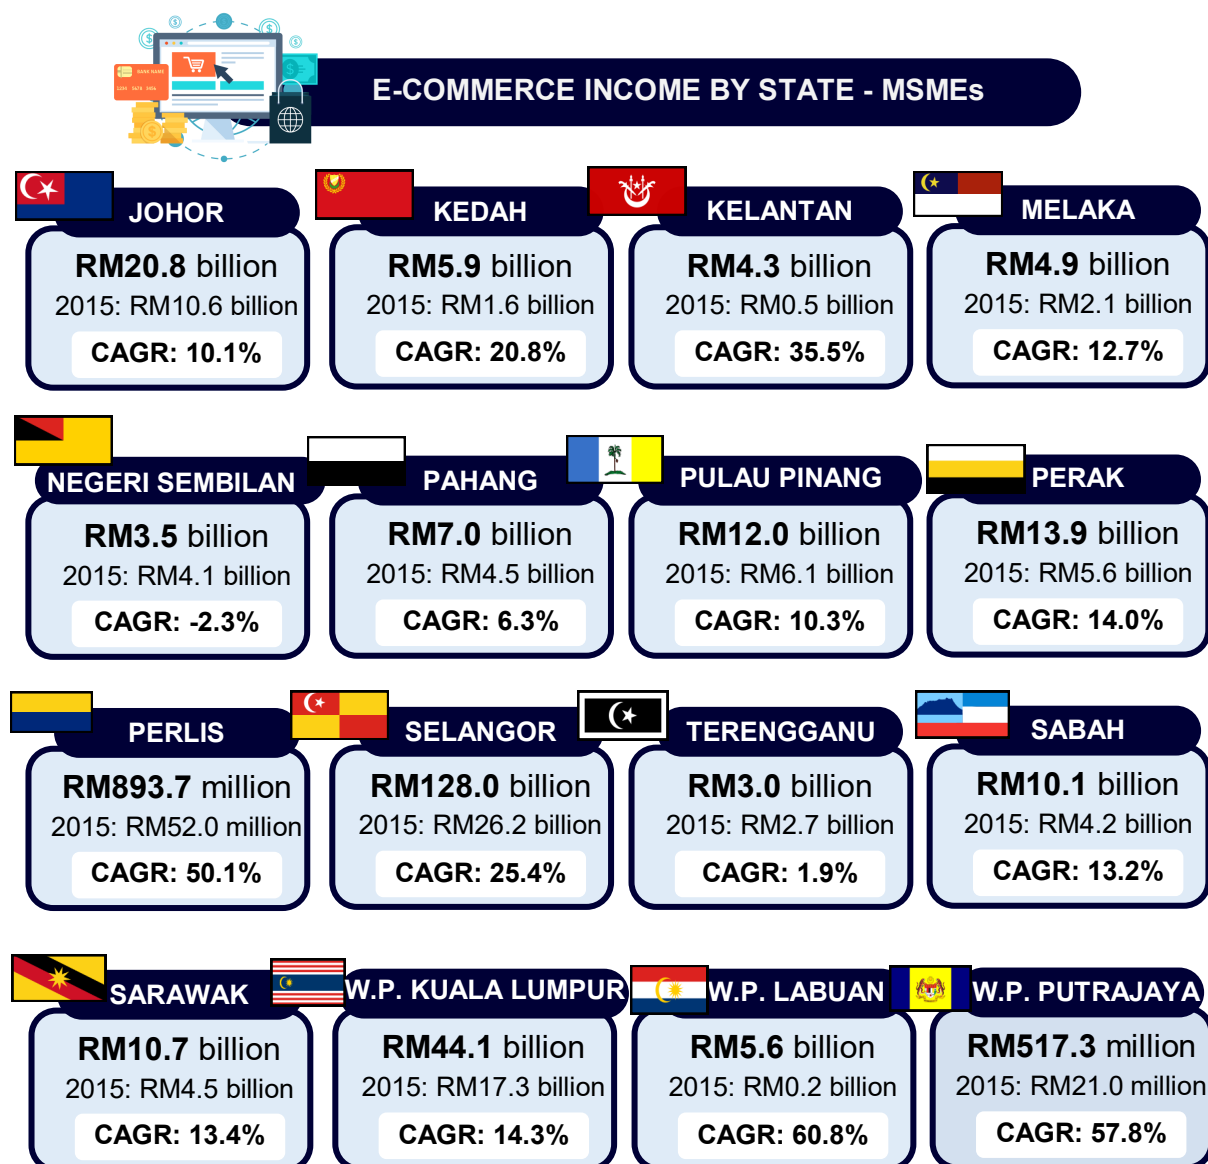 BANK NAME
1234 5678 3456
E-COMMERCE INCOME BY STATE - MSMEs
JOHOR
RM20.8 billion
2015: RM10.6 billion
CAGR: 10.1%
KEDAH
RM5.9 billion
2015: RM1.6 billion
CAGR: 20.8%
KELANTAN
RM4.3 billion
2015: RM0.5 billion
CAGR: 35.5%
MELAKA
RM4.9 billion
2015: RM2.1 billion
CAGR: 12.7%
NEGERI SEMBILAN
RM3.5 billion
2015: RM4.1 billion
CAGR: -2.3%
PAHANG
RM7.0 billion
2015: RM4.5 billion
CAGR: 6.3%
PULAU PINANG
RM12.0 billion
2015: RM6.1 billion
CAGR: 10.3%
PERAK
RM13.9 billion
2015: RM5.6 billion
CAGR: 14.0%
PERLIS
RM893.7 million
2015: RM52.0 million
CAGR: 50.1%
SELANGOR
RM128.0 billion
2015: RM26.2 billion
CAGR: 25.4%
TERENGGANU
RM3.0 billion
2015: RM2.7 billion
CAGR: 1.9%
SABAH
RM10.1 billion
2015: RM4.2 billion
CAGR: 13.2%
SARAWAK
RM10.7 billion
2015: RM4.5 billion
CAGR: 13.4%
W.P. KUALA LUMPUR
RM44.1 billion
2015: RM17.3 billion
CAGR: 14.3%
W.P. LABUAN
RM5.6 billion
2015: RM0.2 billion
CAGR: 60.8%
W.P. PUTRAJAYA
RM517.3 million
2015: RM21.0 million
CAGR: 57.8%